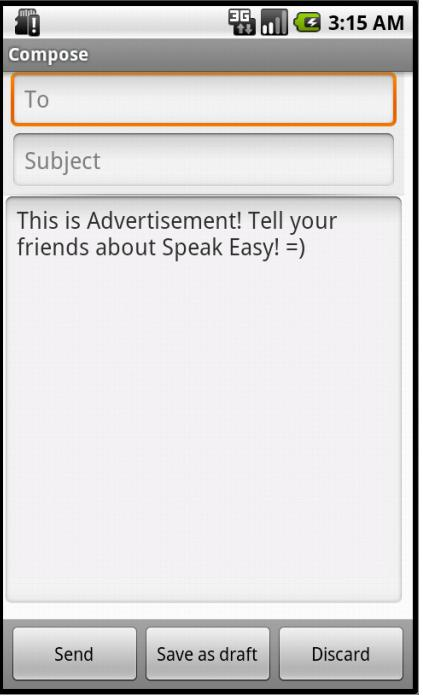 3G 3:15 AM
Compose
To
Subject
This is Advertisement! Tell your
friends about Speak Easy! =)
Send Save as draft Discard